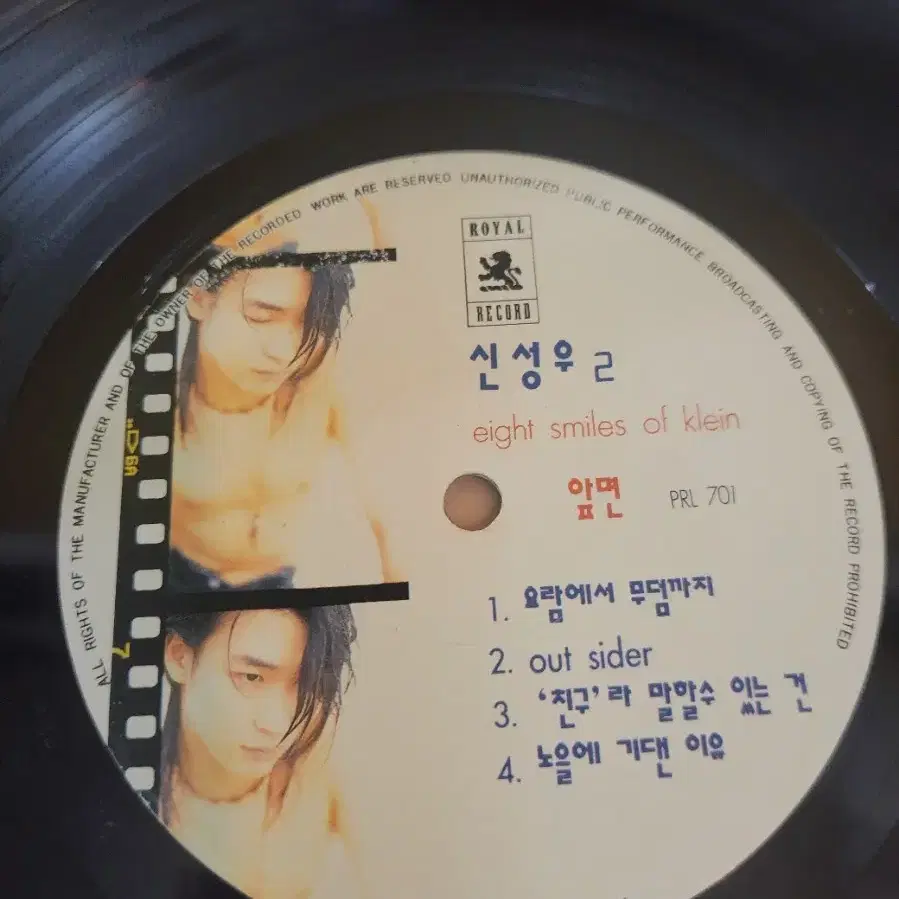 ALL RIGHTS OF THE MANUFACTURER AND OF THE OWNER OF THE RECORDED WORK ARE RESERVED UNAUTHORIZED PUBLIC PERFORMANCE BROADCASTING AND COPYING OF THE RECORD PROHIBITED
ROYAL
RECORD
신성우 2
eight smiles of klein
앞면 PRL 701
1. 요람에서 무덤까지
2. out sider
3. '친구'라 말할수 있는 건
4. 노을에 기댄 이유
6A
7